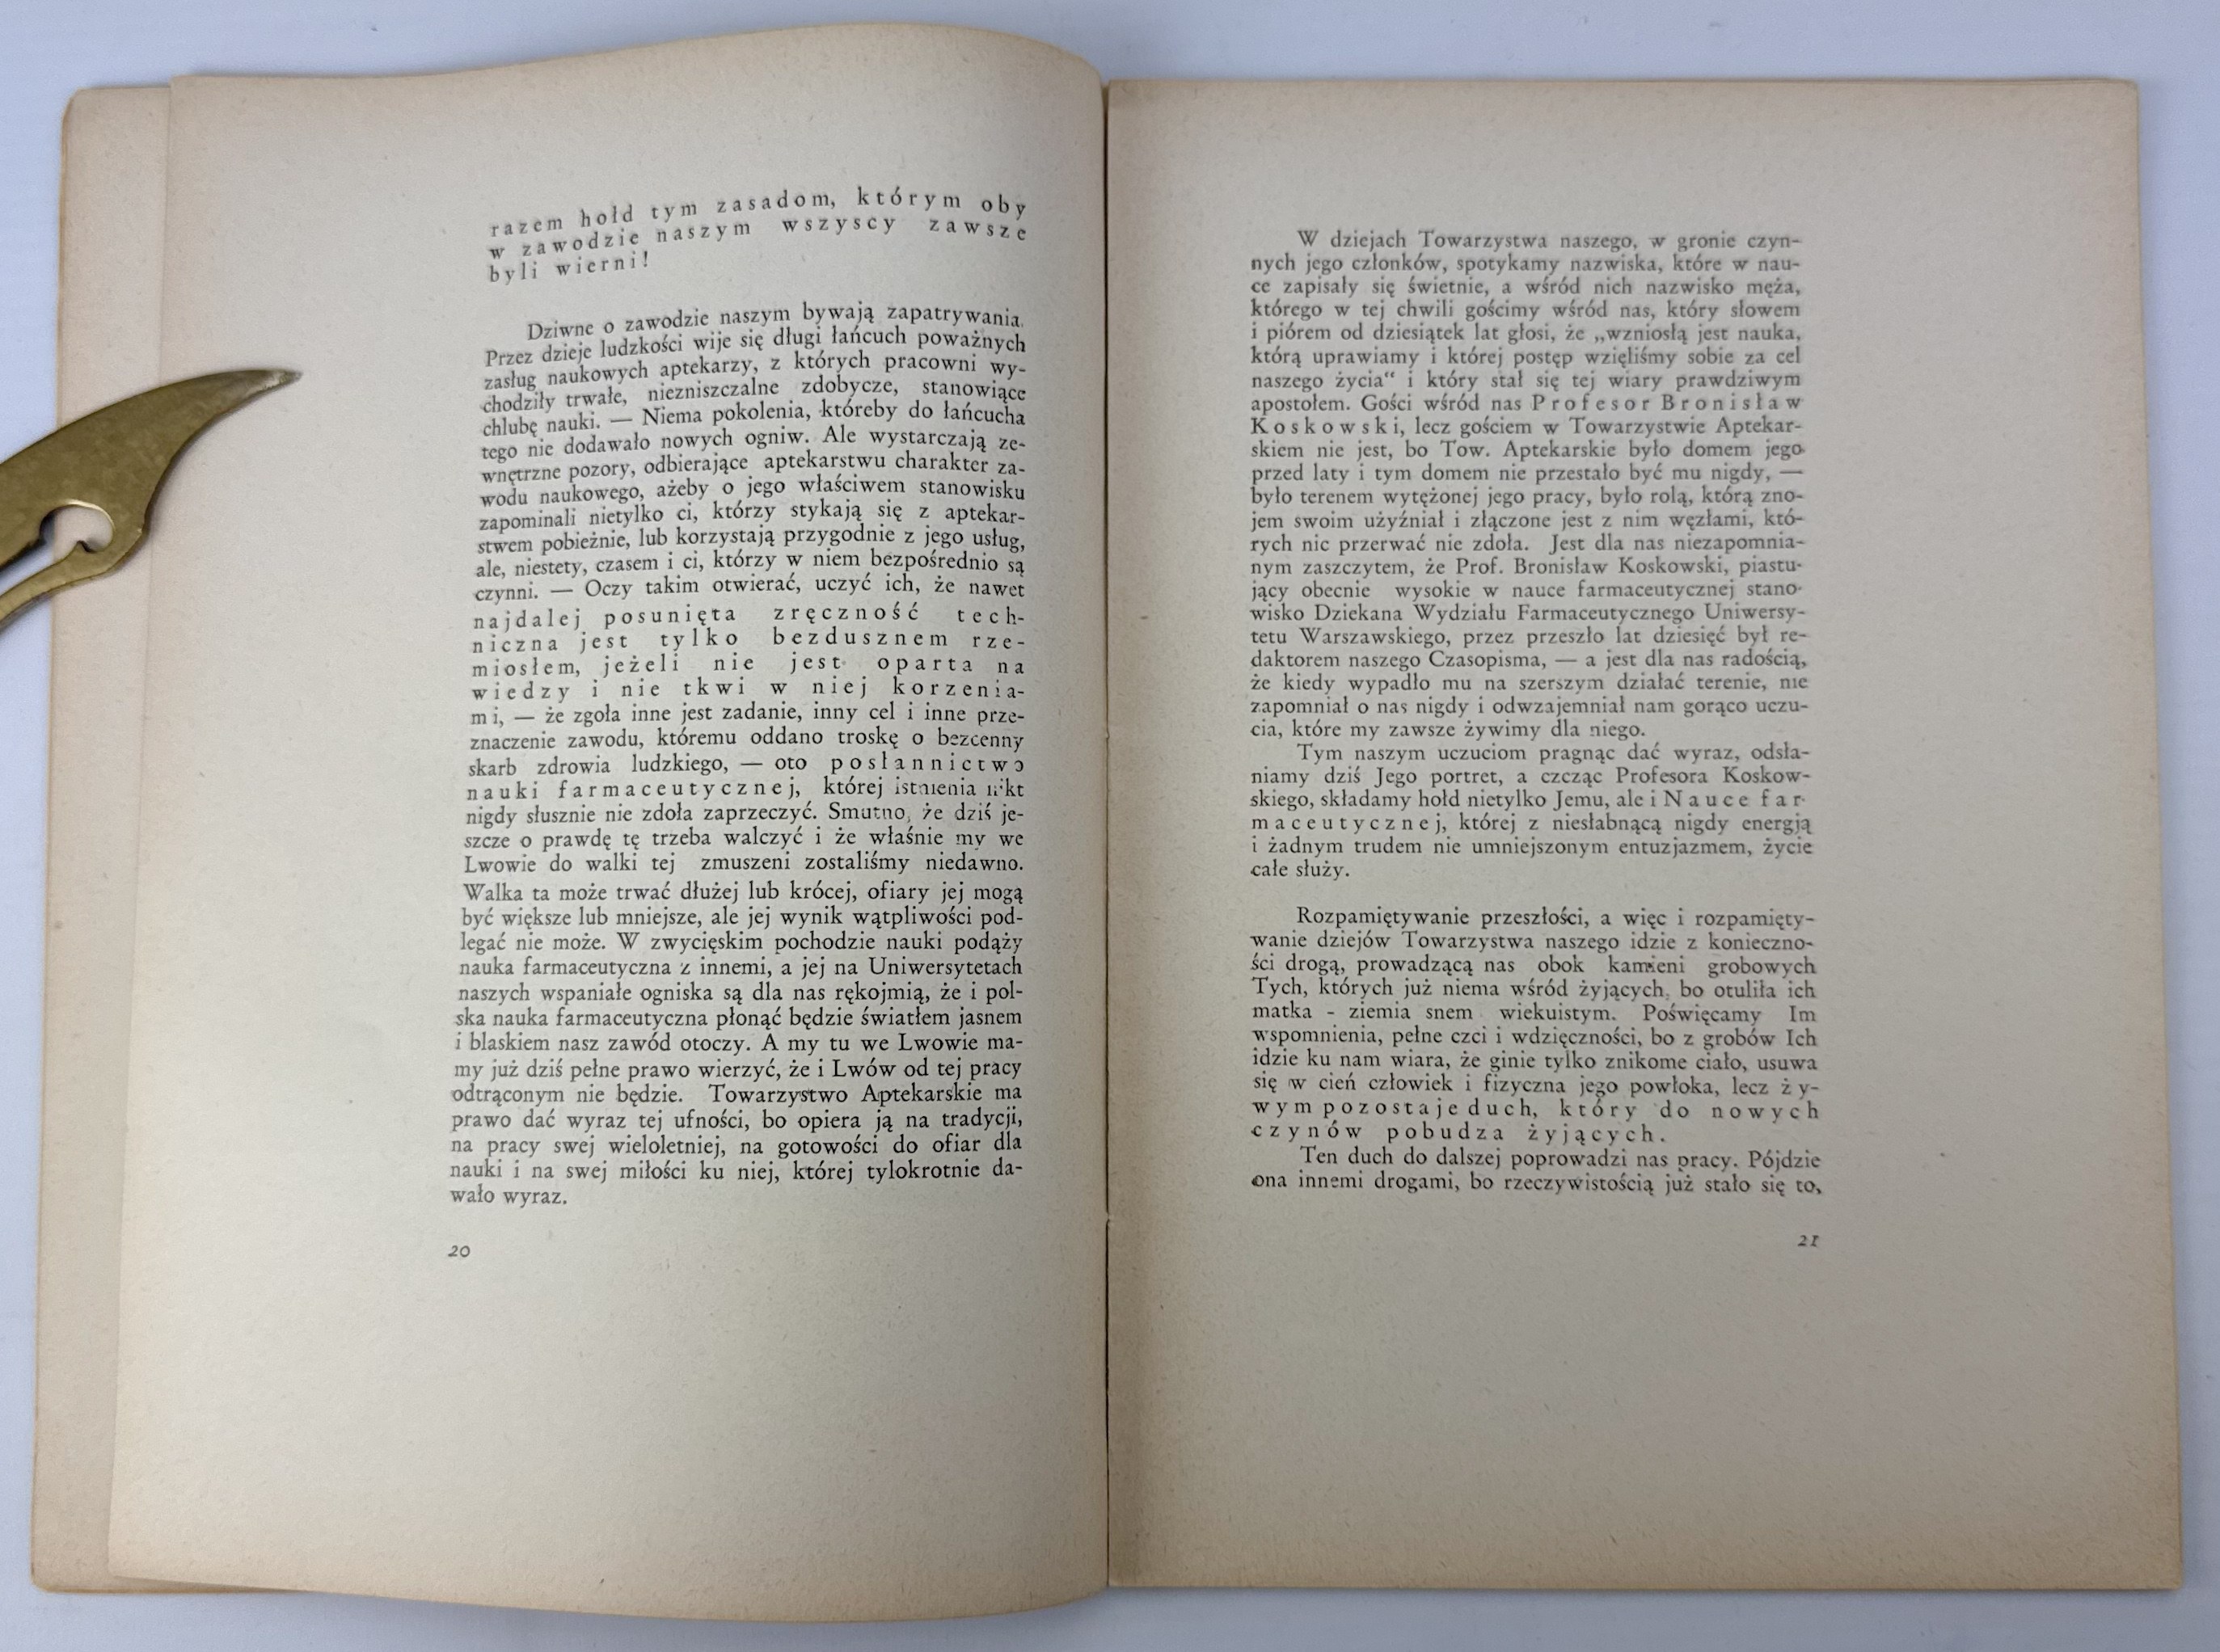 razem hołd tym zasadom, którym oby
w zawodzie naszym wszyscy zawsze
byli wierni!
Dziwne o zawodzie naszym bywają zapatrywania.
Przez dzieje ludzkości wije się długi łańcuch poważnych
zasług naukowych aptekarzy, z których pracowni wy-
chodziły trwałe, niezniszczalne zdobycze, stanowiące
chlubę nauki. — Niema pokolenia, któreby do łańcucha
tego nie dodawało nowych ogniw. Ale wystarczają ze-
wnętrzne pozory, odbierające aptekarstwu charakter za-
wodu naukowego, ażeby o jego właściwem stanowisku
zapominali nietylko ci, którzy stykają się z aptekar-
stwem pobieżnie, lub korzystają przygodnie z jego usług,
ale, niestety, czasem i ci, którzy w niem bezpośrednio są
czynni. — Oczy takim otwierać, uczyć ich, że nawet
najdalej posunięta zręczność tech-
niczna jest tylko bezdusznem rze-
miosłem, jeżeli nie jest oparta na
wiedzy i nie tkwi w niej korzenia-
mi, — że zgoła inne jest zadanie, inny cel i inne prze-
znaczenie zawodu, któremu oddano troskę o bezcenny
skarb zdrowia ludzkiego, — oto posłannictwo
nauki farmaceutycznej, której istnienia nikt
nigdy słusznie nie zdoła zaprzeczyć. Smutno, że dziś je-
szcze o prawdę tę trzeba walczyć i że właśnie my we
Lwowie do walki tej zmuszeni zostaliśmy niedawno.
Walka ta może trwać dłużej lub krócej, ofiary jej mogą
być większe lub mniejsze, ale jej wynik wątpliwości pod-
legać nie może. W zwycięskim pochodzie nauki podąży
nauka farmaceutyczna z innemi, a jej na Uniwersytetach
naszych wspaniałe ogniska są dla nas rękojmią, że i pol-
ska nauka farmaceutyczna płonąć będzie światłem jasnem
i blaskiem nasz zawód otoczy. A my tu we Lwowie ma-
my już dziś pełne prawo wierzyć, że i Lwów od tej pracy
odtrąconym nie będzie. Towarzystwo Aptekarskie ma
prawo dać wyraz tej ufności, bo opiera ją na tradycji,
na pracy swej wieloletniej, na gotowości do ofiar dla
nauki i na swej miłości ku niej, której tylokrotnie da-
wało wyraz.
20
W dziejach Towarzystwa naszego, w gronie czyn-
nych jego członków, spotykamy nazwiska, które w nau-
ce zapisały się świetnie, a wśród nich nazwisko męża,
którego w tej chwili gościmy wśród nas, który słowem
i piórem od dziesiątek lat głosi, że „wzniosłą jest nauka,
którą uprawiamy i której postęp wzięliśmy sobie za cel
naszego życia“ i który stał się tej wiary prawdziwym
apostołem. Gości wśród nas Profesor Bronisław
Koskowski, lecz gościem w Towarzystwie Aptekar-
skiem nie jest, bo Tow. Aptekarskie było domem jego
przed laty i tym domem nie przestało być mu nigdy, —
było terenem wytężonej jego pracy, było rolą, którą zno-
jem swoim użyźniał i złączone jest z nim węzłami, któ-
rych nic przerwać nie zdoła. Jest dla nas niezapomnia-
nym zaszczytem, że Prof. Bronisław Koskowski, piastu-
jący obecnie wysokie w nauce farmaceutycznej stano-
wisko Dziekana Wydziału Farmaceutycznego Uniwersy-
tetu Warszawskiego, przez przeszło lat dziesięć był re-
daktorem naszego Czasopisma, — a jest dla nas radością,
że kiedy wypadło mu na szerszym działać terenie, nie
zapomniał o nas nigdy i odwzajemniał nam gorąco uczu-
cia, które my zawsze żywimy dla niego.
Tym naszym uczuciom pragnąc dać wyraz, odsła-
niamy dziś Jego portret, a czcząc Profesora Koskow-
skiego, składamy hołd nietylko Jemu, ale i Nauce far-
maceutycznej, której z niesłabnącą nigdy energją
i żadnym trudem nie umniejszonym entuzjazmem, życie
całe służy.
Rozpamiętywanie przeszłości, a więc i rozpamięty-
wanie dziejów Towarzystwa naszego idzie z konieczno-
ści drogą, prowadzącą nas obok kamieni grobowych
Tych, których już niema wśród żyjących, bo otuliła ich
matka - ziemia snem wiekuistym. Poświęcamy Im
wspomnienia, pełne czci i wdzięczności, bo z grobów Ich
idzie ku nam wiara, że ginie tylko znikome ciało, usuwa
się w cień człowiek i fizyczna jego powłoka, lecz ży-
wym pozostaje duch, który do nowych
czynów pobudza żyjących.
Ten duch do dalszej poprowadzi nas pracy. Pójdzie
ona innemi drogami, bo rzeczywistością już stało się to,
21